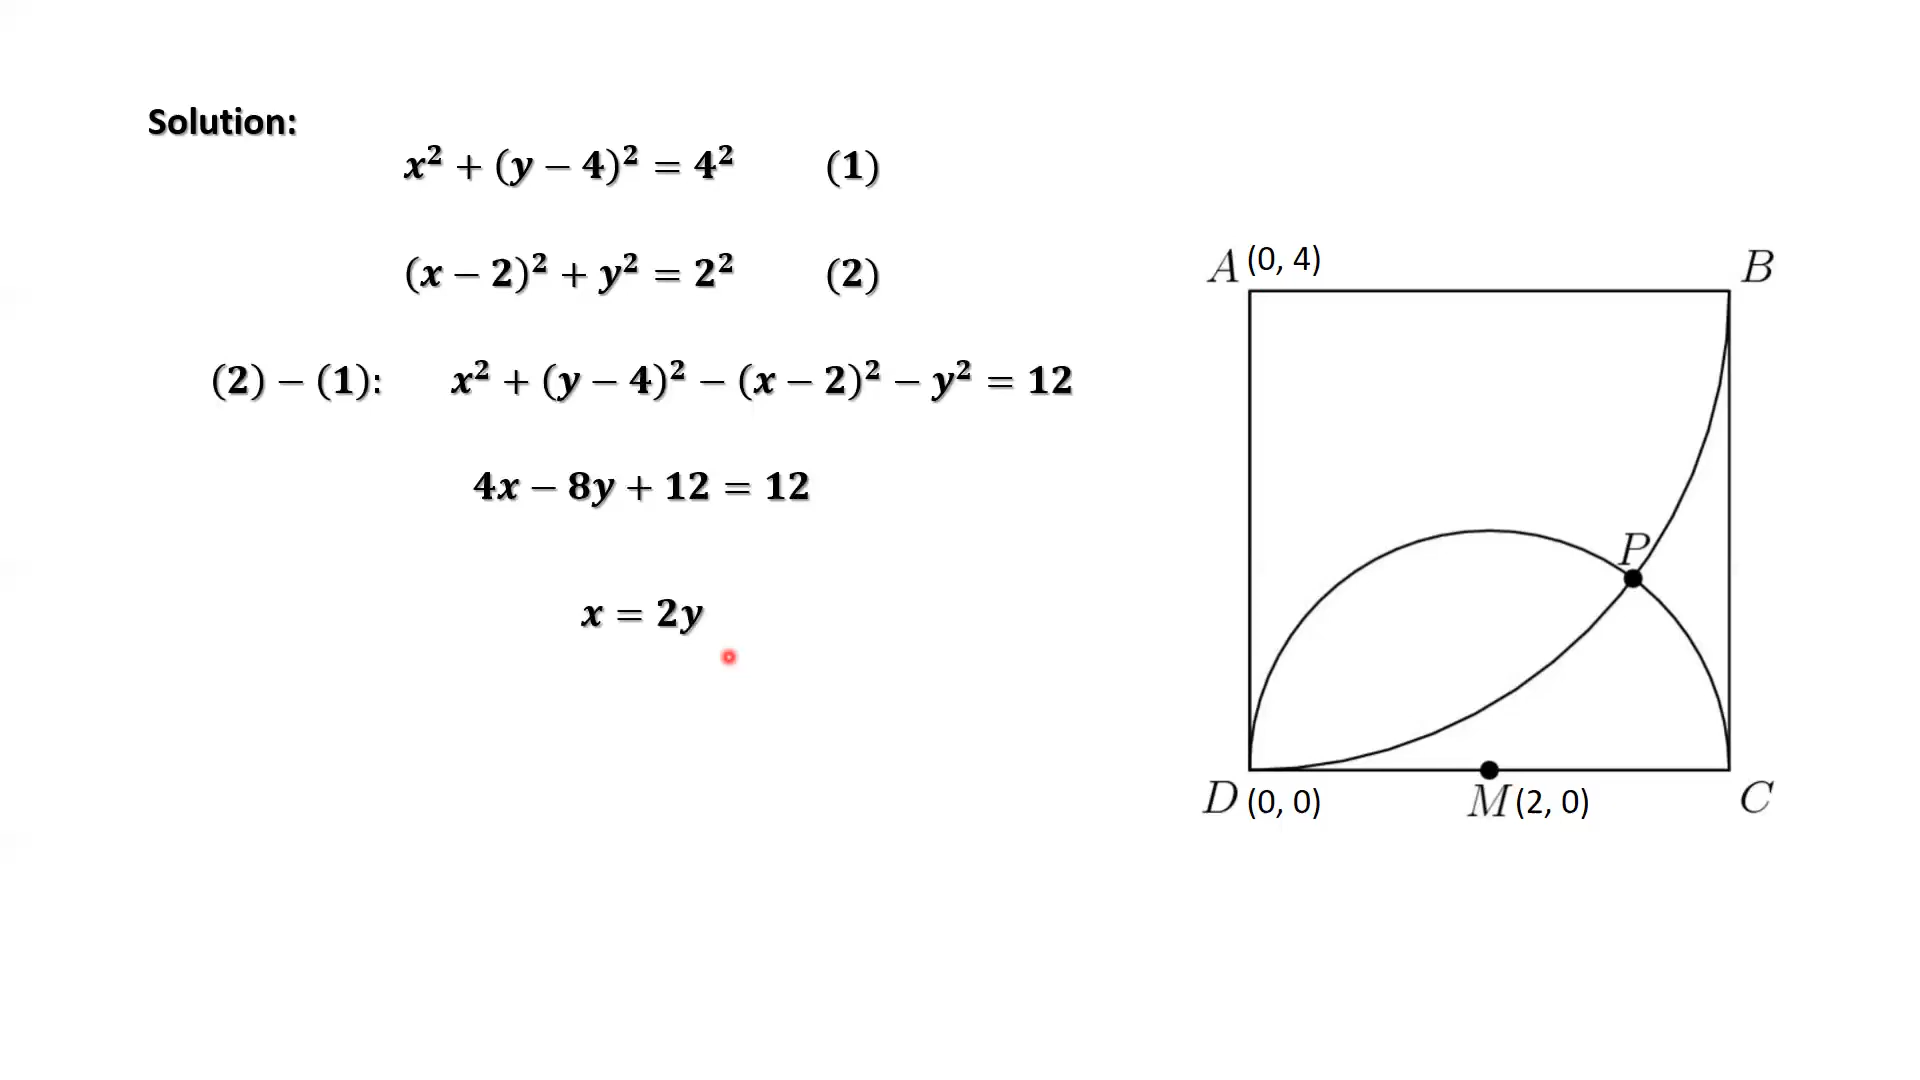 Solution:
x² + (y − 4)² = 4² (1)
(x − 2)² + y² = 2² (2)
(2) − (1): x² + (y − 4)² − (x − 2)² − y² = 12
4x − 8y + 12 = 12
x = 2y
A (0, 4) B
P
D (0, 0) M (2, 0) C